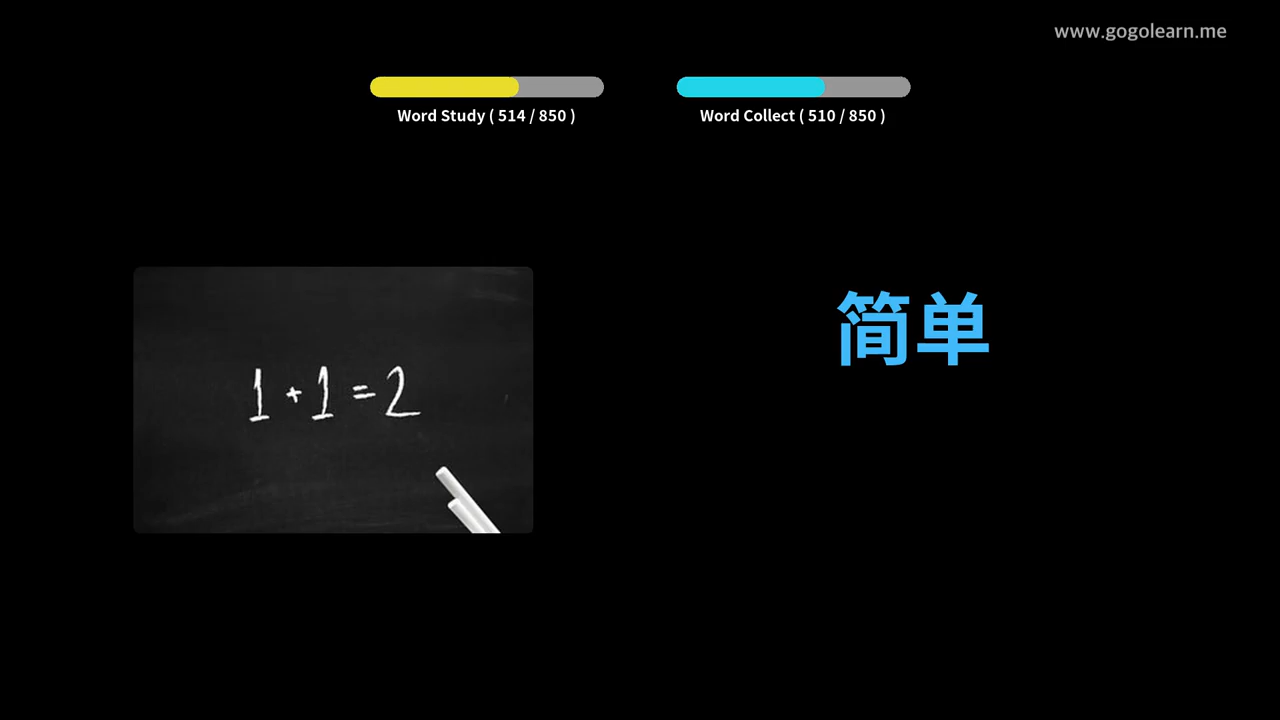 www.gogolearn.me
Word Study ( 514 / 850 )
Word Collect ( 510 / 850 )
简单
1 + 1 = 2